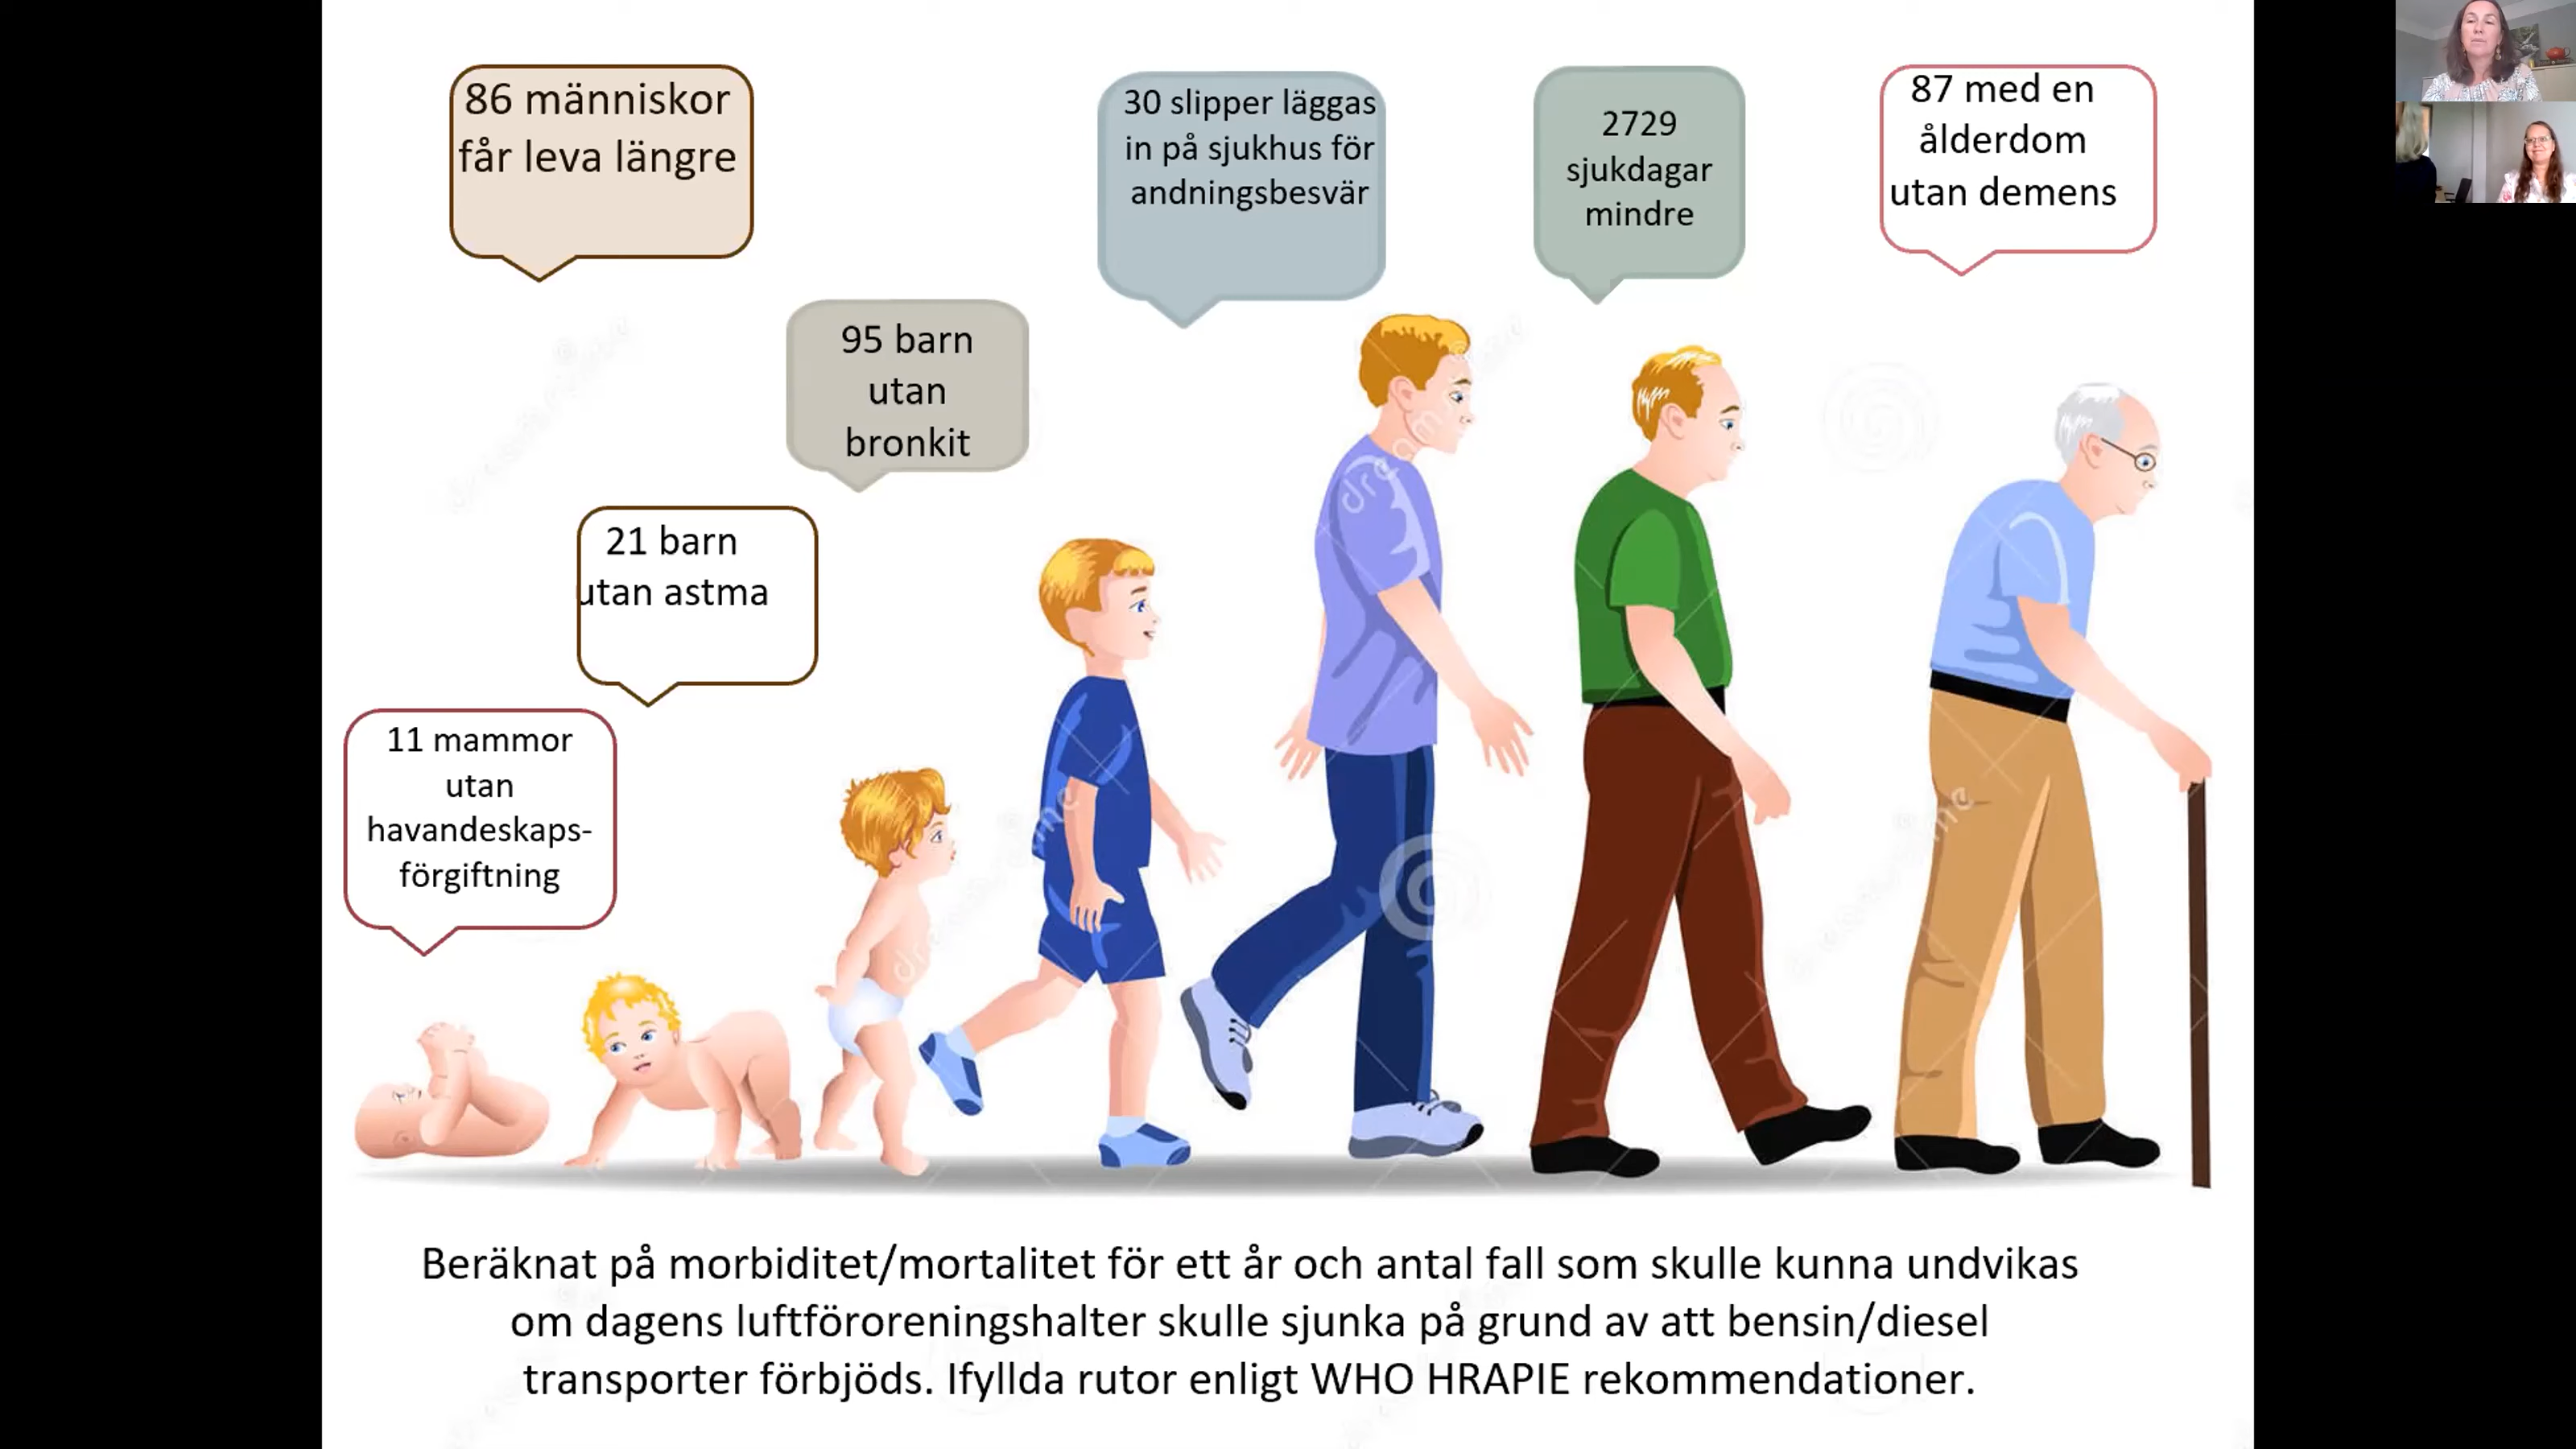 86 människor
får leva längre
30 slipper läggas
in på sjukhus för
andningsbesvär
2729
sjukdagar
mindre
87 med en
ålderdom
utan demens
95 barn
utan
bronkit
21 barn
utan astma
11 mammor
utan
havandeskaps-
förgiftning
Beräknat på morbiditet/mortalitet för ett år och antal fall som skulle kunna undvikas
om dagens luftföroreningshalter skulle sjunka på grund av att bensin/diesel
transporter förbjöds. Ifyllda rutor enligt WHO HRAPIE rekommendationer.